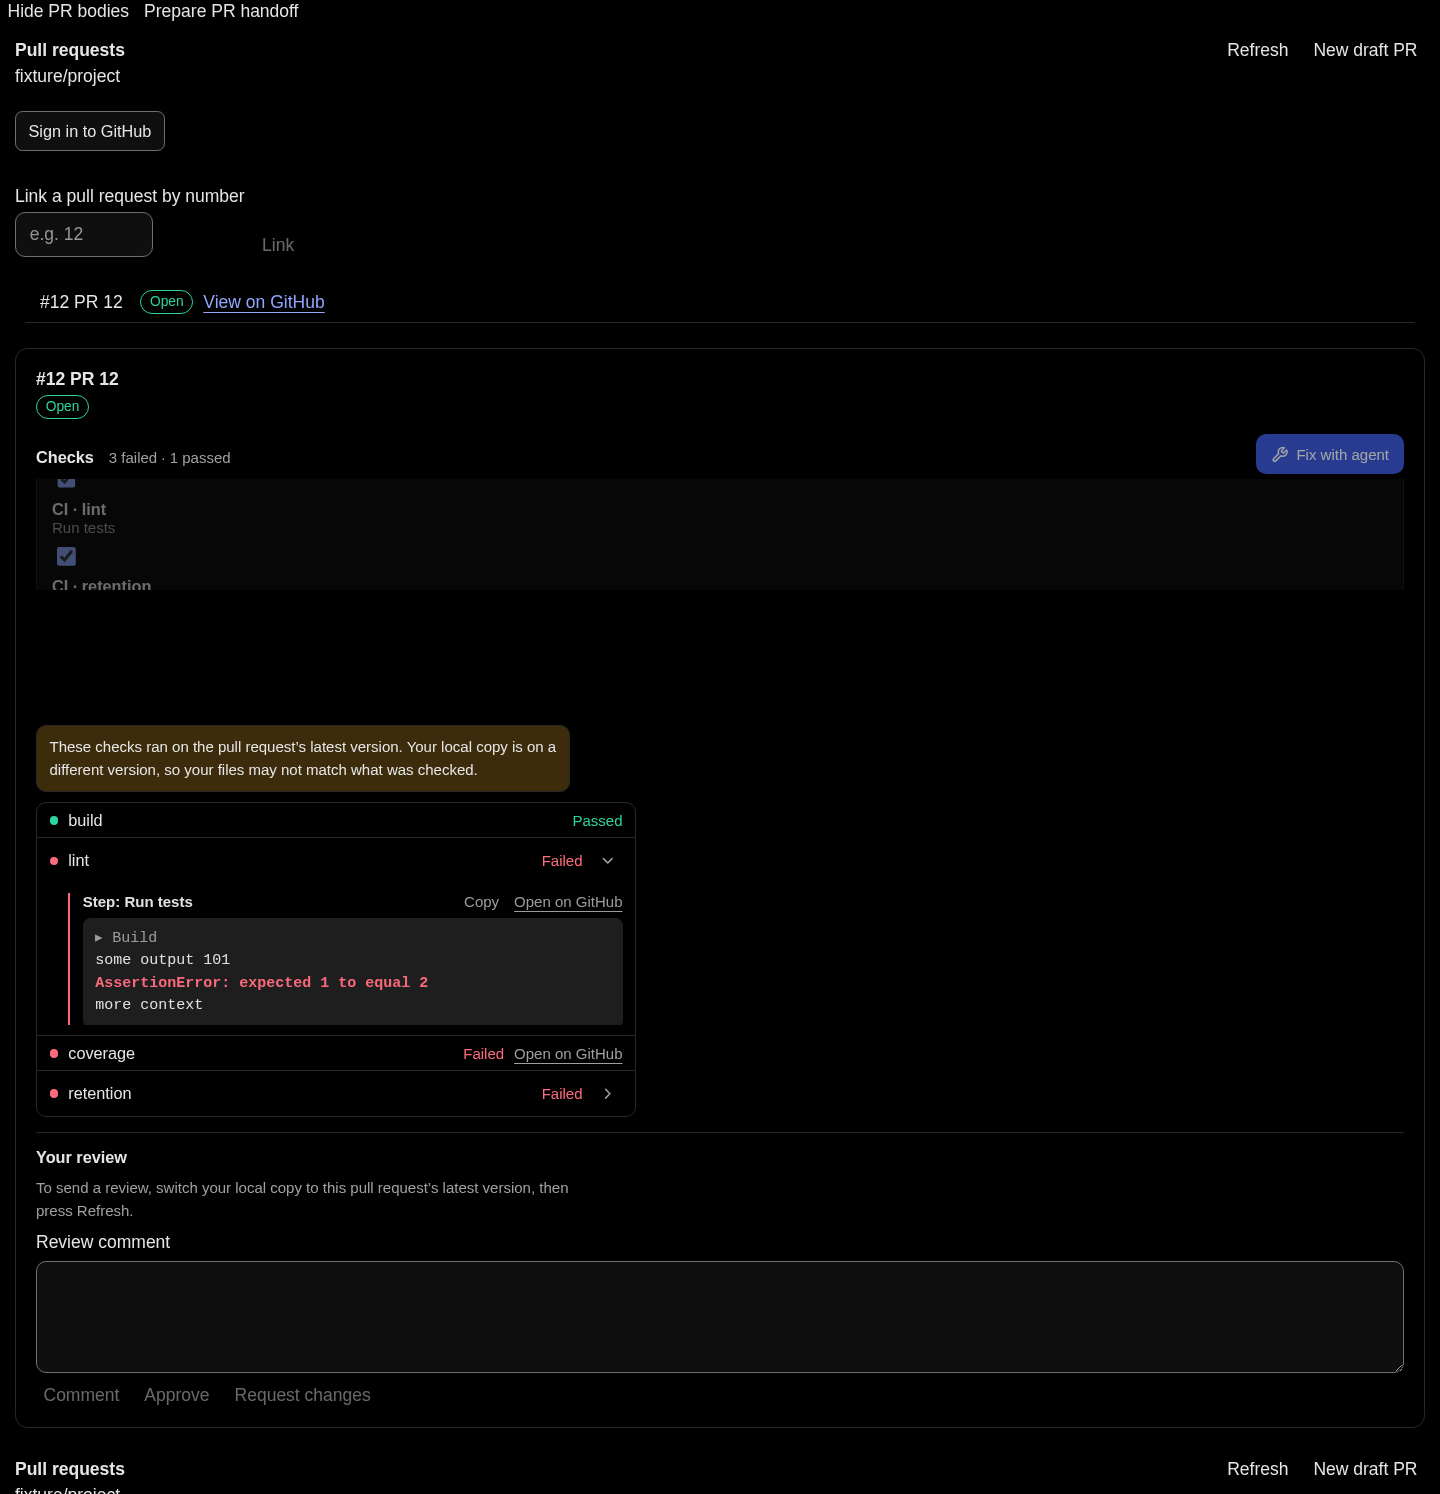 Hide PR bodies Prepare PR handoff
Pull requests Refresh New draft PR
fixture/project
Sign in to GitHub
Link a pull request by number
e.g. 12 Link
#12 PR 12 Open View on GitHub
#12 PR 12
Open
Checks 3 failed · 1 passed Fix with agent
CI · lint
Run tests
CI · retention
These checks ran on the pull request’s latest version. Your local copy is on a
different version, so your files may not match what was checked.
build Passed
lint Failed
Step: Run tests Copy Open on GitHub
▸ Build
some output 101
AssertionError: expected 1 to equal 2
more context
coverage Failed Open on GitHub
retention Failed
Your review
To send a review, switch your local copy to this pull request’s latest version, then
press Refresh.
Review comment
Comment Approve Request changes
Pull requests Refresh New draft PR
fixture/project